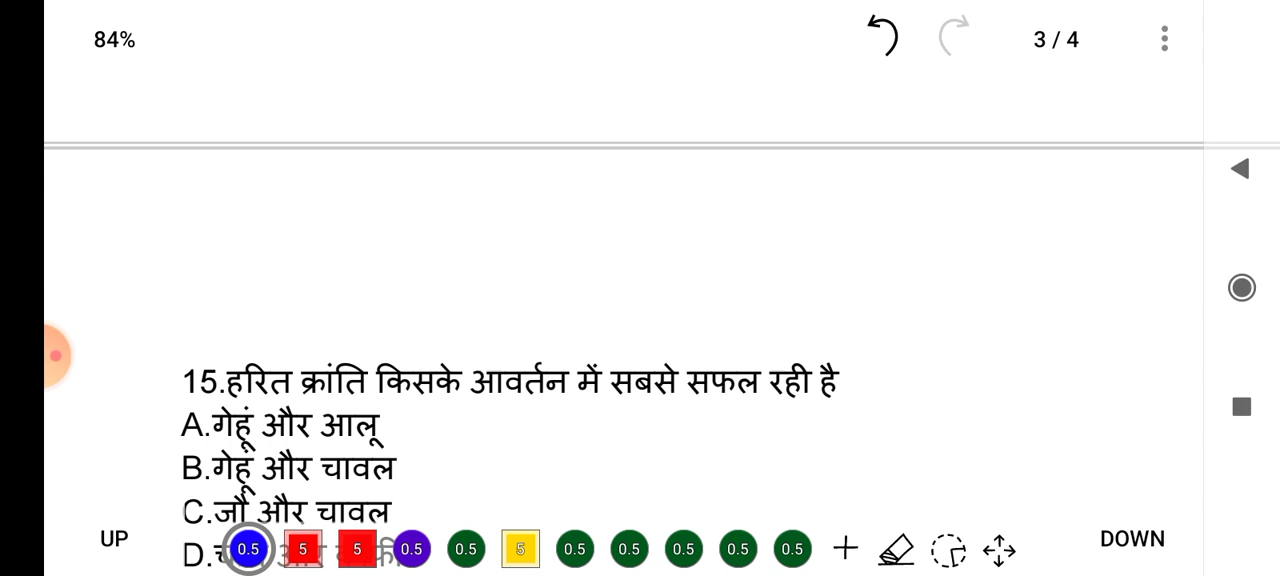 84%
3 / 4
15.हरित क्रांति किसके आवर्तन में सबसे सफल रही है
A.गेहूं और आलू
B.गेहूं और चावल
C.जौ और चावल
D.
UP 0.5 5 5 0.5 0.5 5 0.5 0.5 0.5 0.5 0.5 DOWN